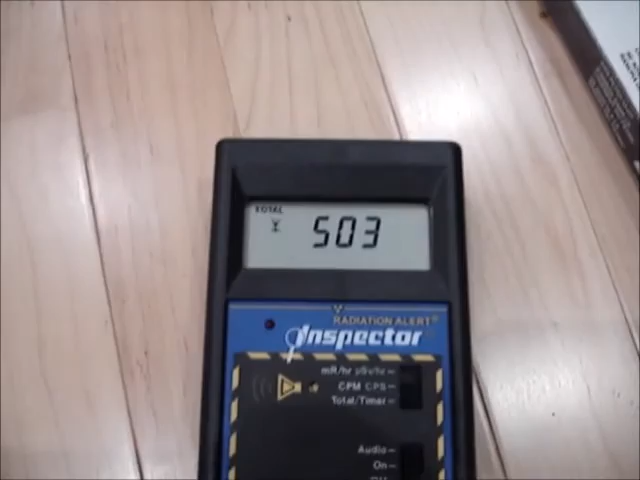 TOTAL
503
RADIATION ALERT®
Inspector
mR/hr µSv/hr
CPM CPS
Total/Timer
Audio
On